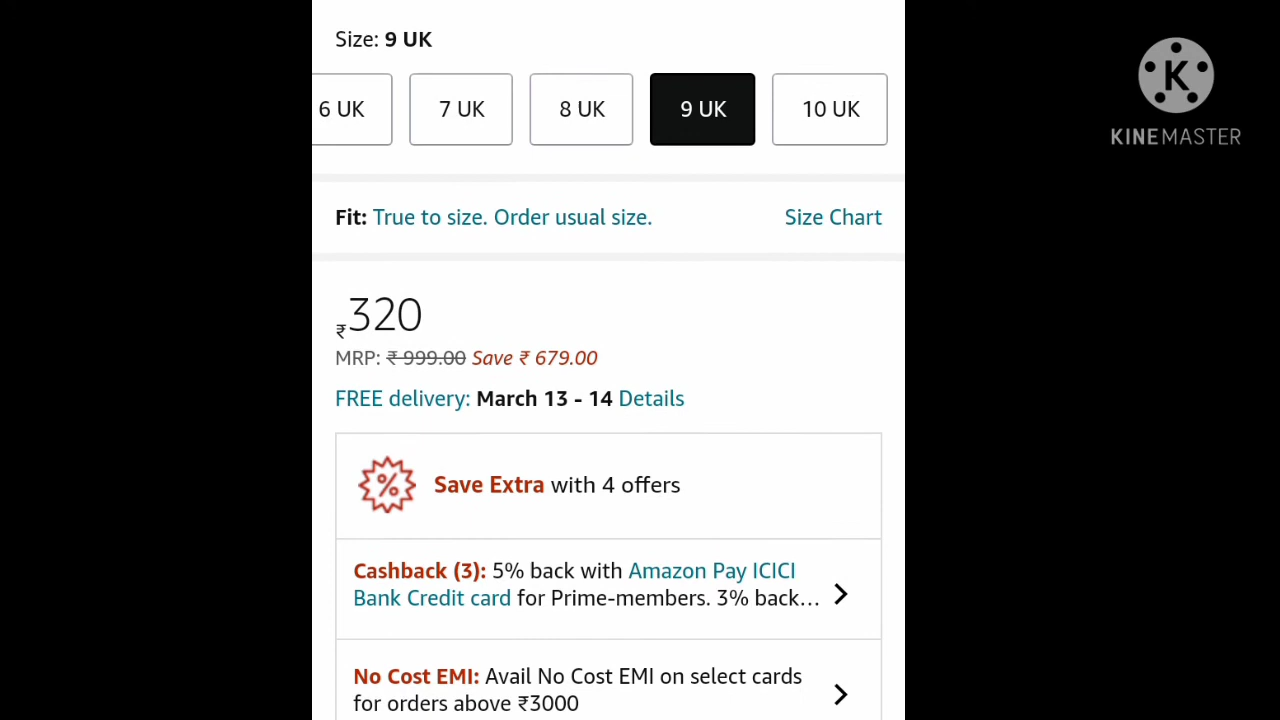 Size: 9 UK
6 UK 7 UK 8 UK 9 UK 10 UK
Fit: True to size. Order usual size. Size Chart
₹320
MRP: ₹ 999.00 Save ₹ 679.00
FREE delivery: March 13 - 14 Details
Save Extra with 4 offers
Cashback (3): 5% back with Amazon Pay ICICI
Bank Credit card for Prime-members. 3% back...
No Cost EMI: Avail No Cost EMI on select cards
for orders above ₹3000
K
KINEMASTER